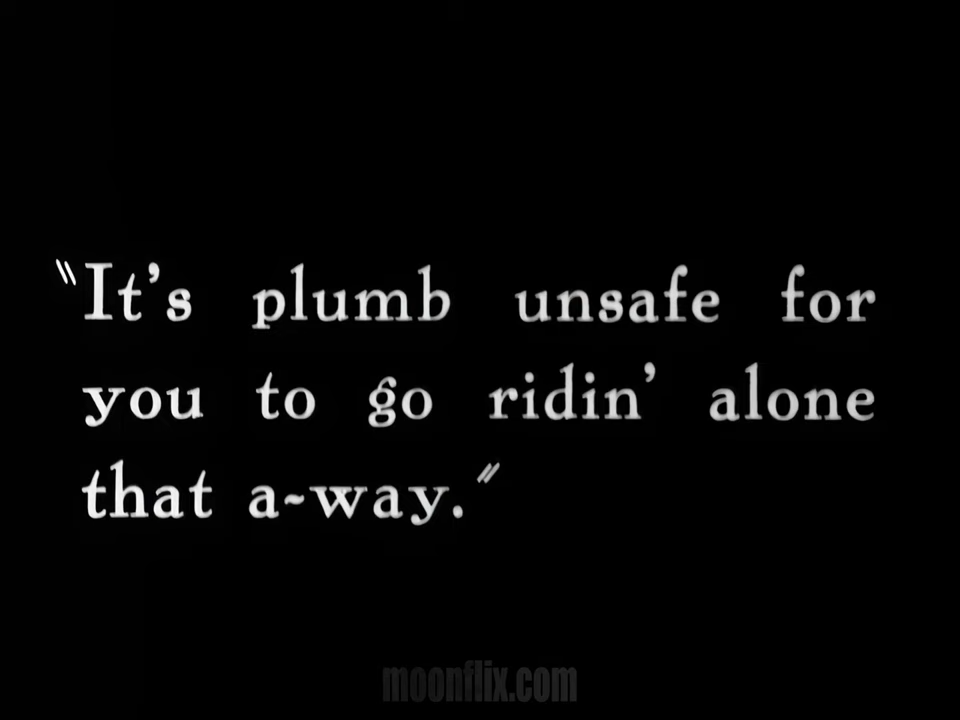 "It's plumb unsafe for
you to go ridin' alone
that a-way."
moonflix.com